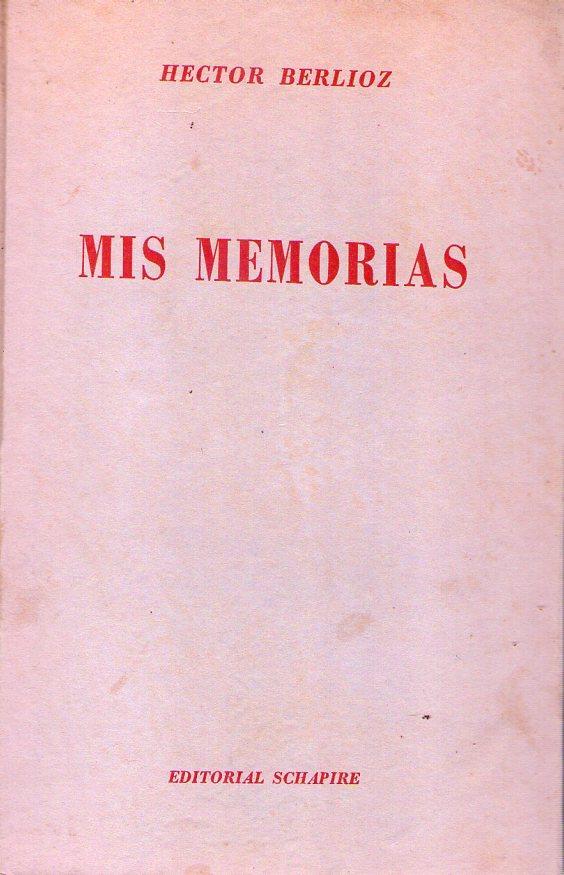 HECTOR BERLIOZ
MIS MEMORIAS
EDITORIAL SCHAPIRE